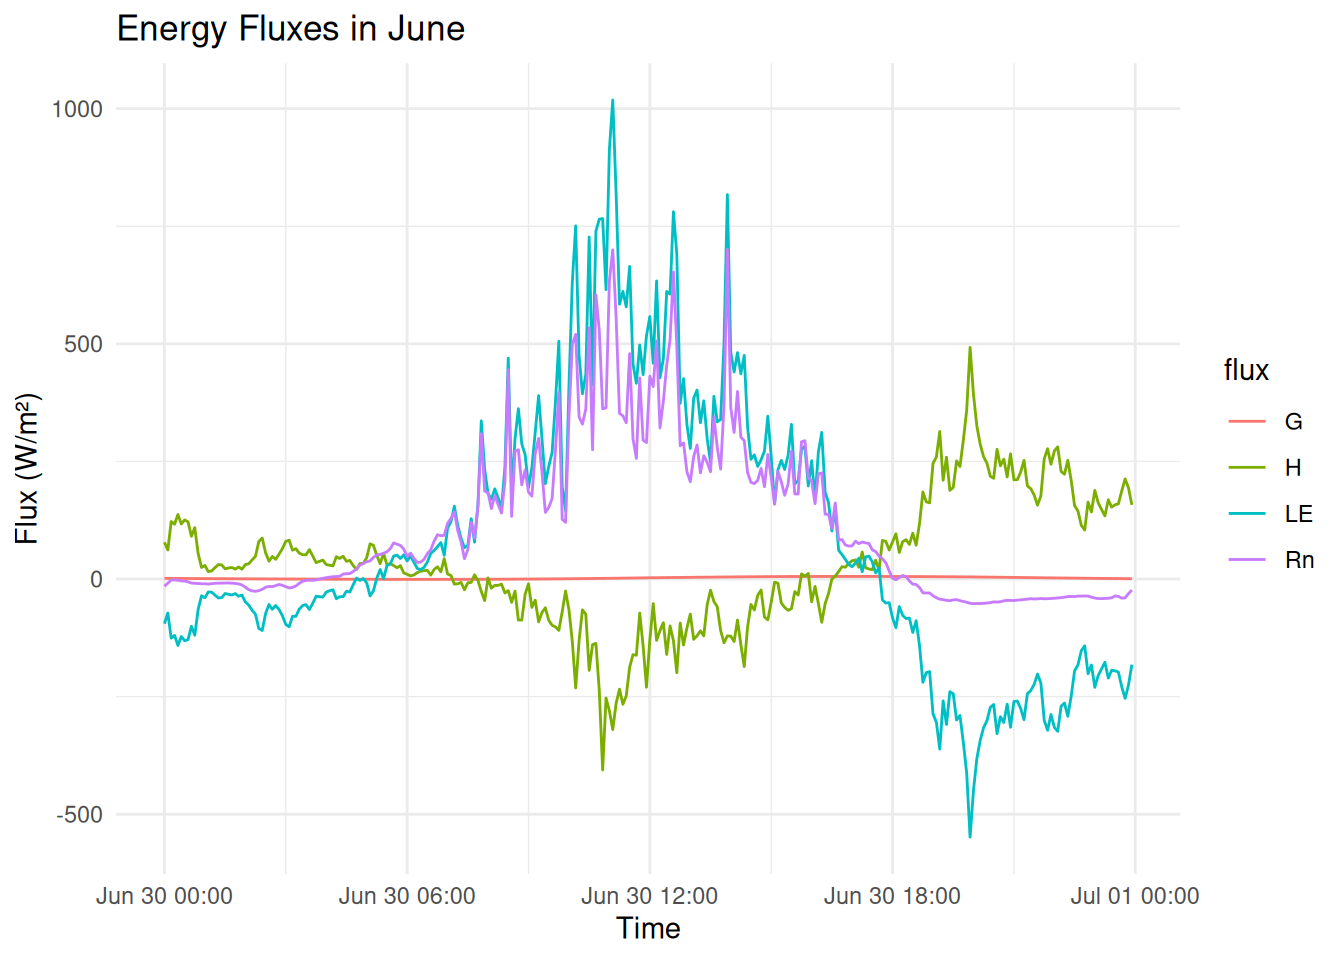 Energy Fluxes in June
Flux (W/m²)
1000
500
0
-500
Jun 30 00:00
Jun 30 06:00
Jun 30 12:00
Jun 30 18:00
Jul 01 00:00
Time
flux
G
H
LE
Rn